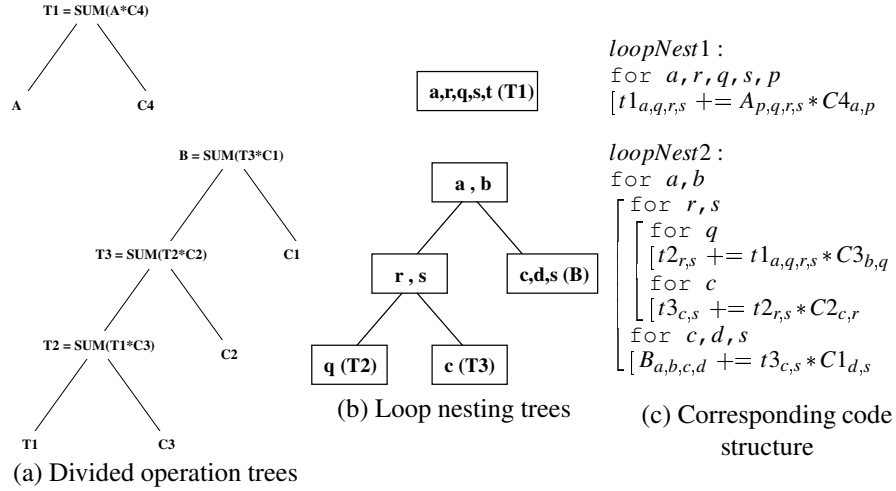 T1 = SUM(A*C4)
A
C4
B = SUM(T3*C1)
T3 = SUM(T2*C2)
C1
T2 = SUM(T1*C3)
C2
T1
C3
(a) Divided operation trees
a,r,q,s,t (T1)
a , b
r , s
c,d,s (B)
q (T2)
c (T3)
(b) Loop nesting trees
loopNest1 :
for a, r, q, s, p
[t1a,q,r,s += Ap,q,r,s * C4a,p
loopNest2 :
for a, b
for r, s
for q
[t2r,s += t1a,q,r,s * C3b,q
for c
[t3c,s += t2r,s * C2c,r
for c, d, s
[Ba,b,c,d += t3c,s * C1d,s
(c) Corresponding code
structure